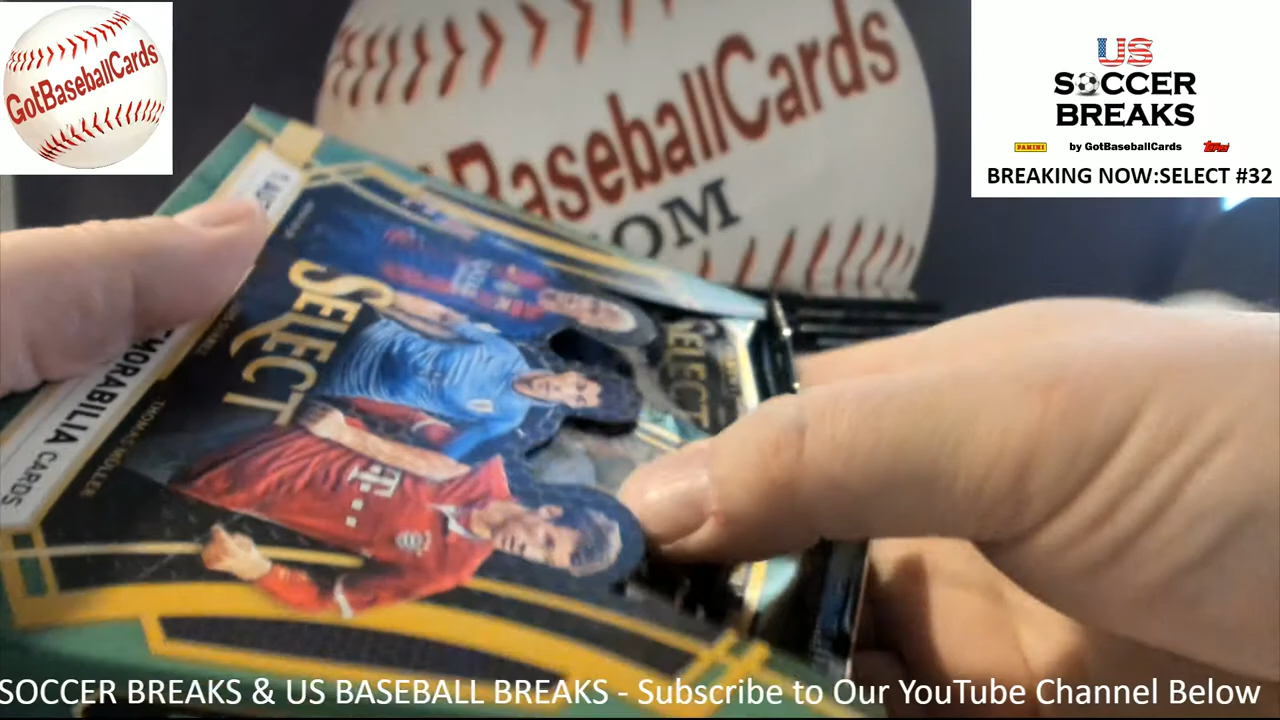 GotBaseballCards
BaseballCards
OM
US
SOCCER
BREAKS
PANINI
by GotBaseballCards
Topps
BREAKING NOW:SELECT #32
SELECT
SELECT
THOMAS MÜLLER
MORABILIA CARDS
T
SOCCER BREAKS & US BASEBALL BREAKS - Subscribe to Our YouTube Channel Below